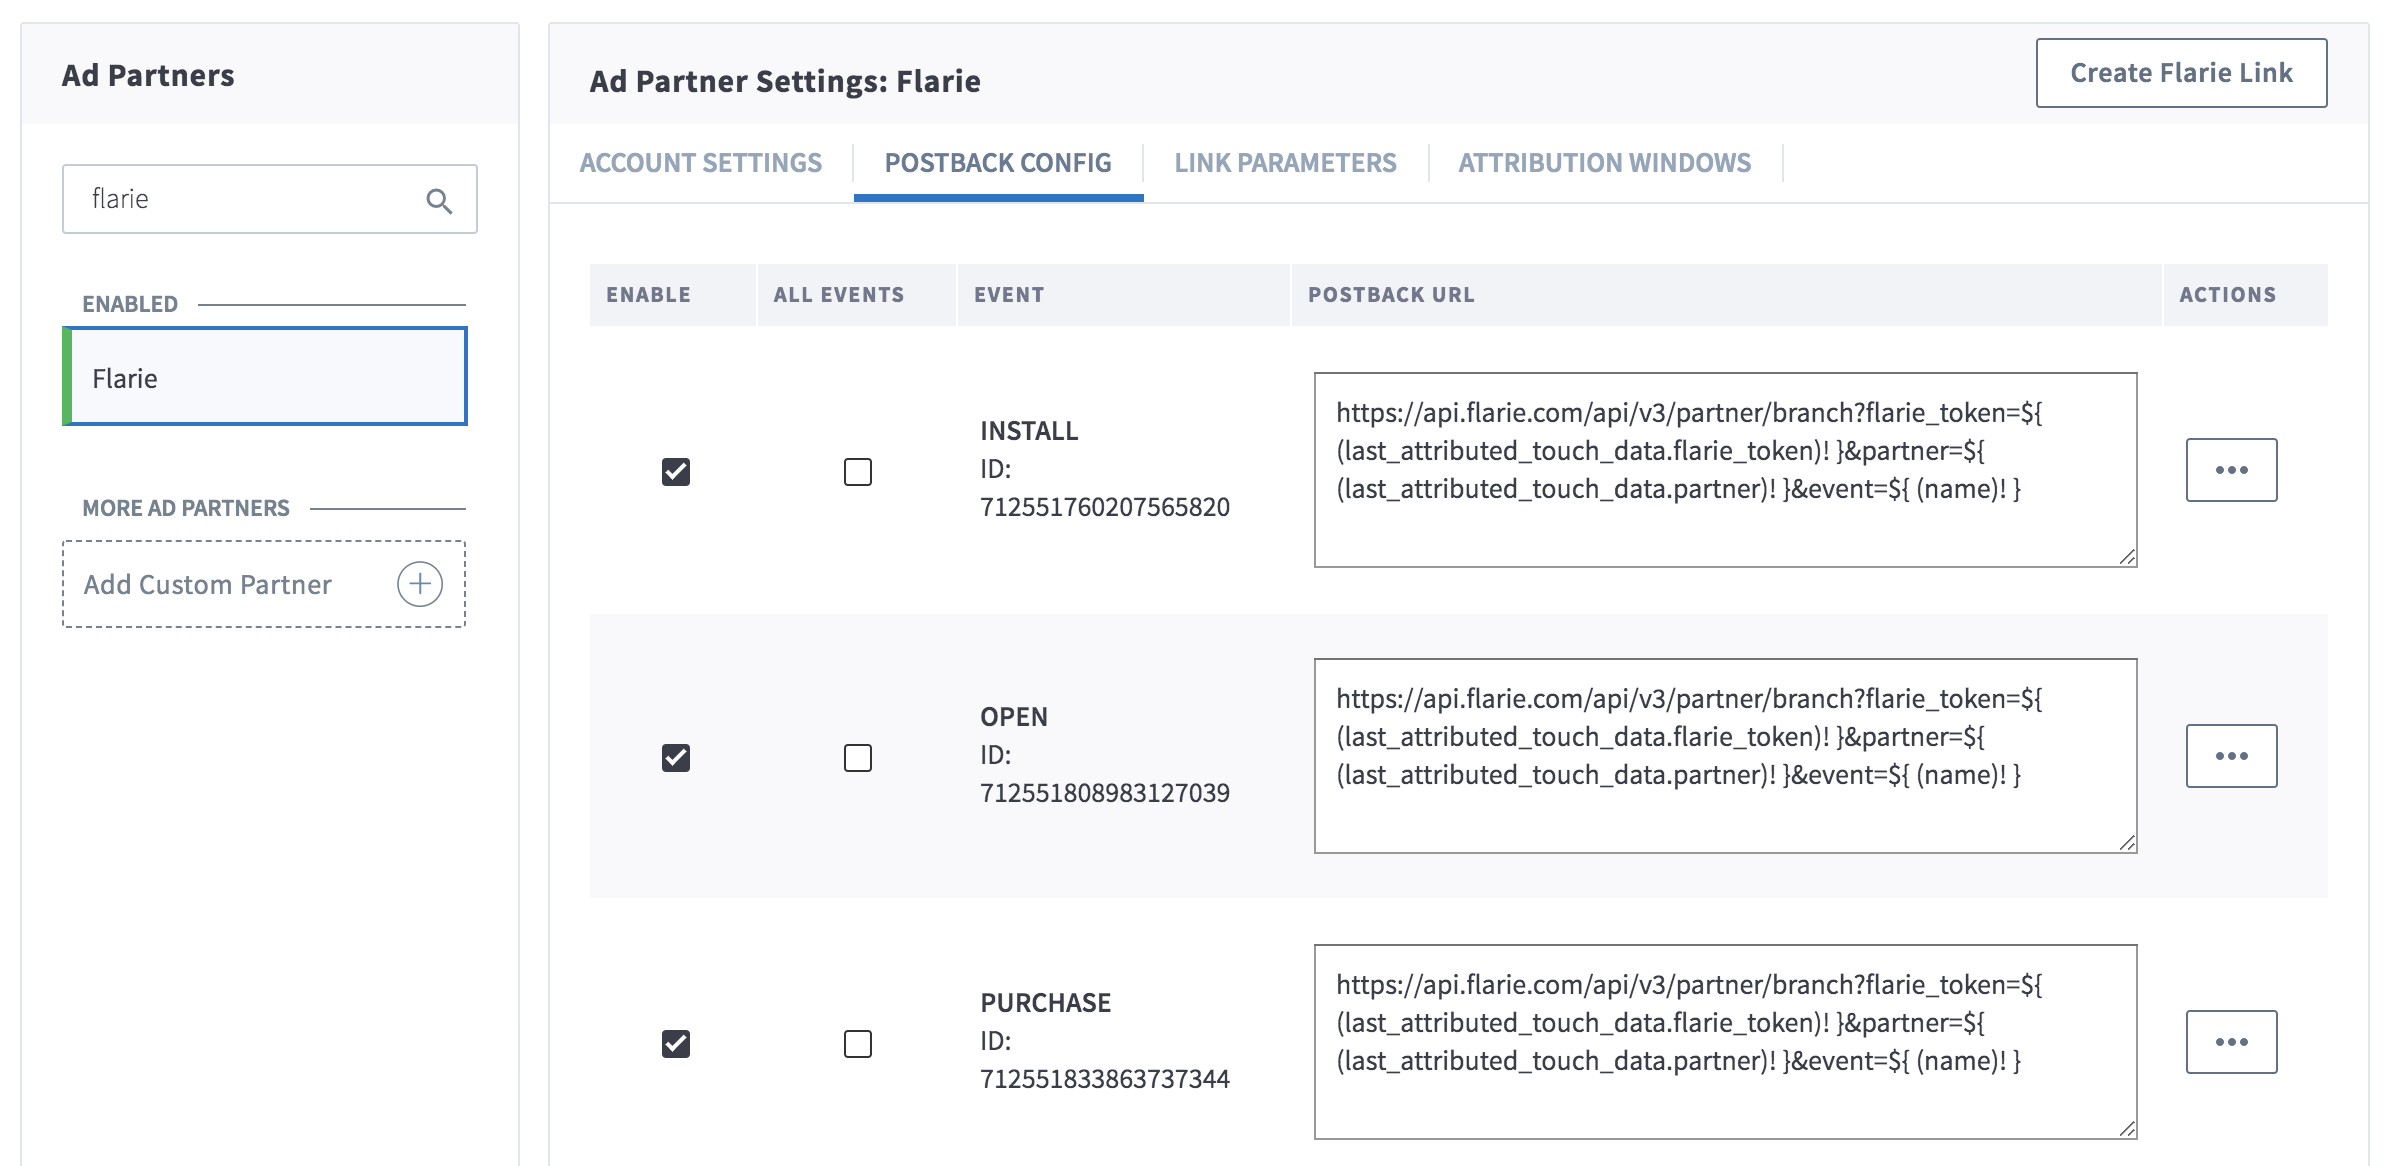 Ad Partners
flarie
ENABLED
Flarie
MORE AD PARTNERS
Add Custom Partner
Ad Partner Settings: Flarie
Create Flarie Link
ACCOUNT SETTINGS
POSTBACK CONFIG
LINK PARAMETERS
ATTRIBUTION WINDOWS
ENABLE
ALL EVENTS
EVENT
POSTBACK URL
ACTIONS
INSTALL
ID:
712551760207565820
https://api.flarie.com/api/v3/partner/branch?flarie_token=${
(last_attributed_touch_data.flarie_token)! }&partner=${
(last_attributed_touch_data.partner)! }&event=${ (name)! }
OPEN
ID:
712551808983127039
https://api.flarie.com/api/v3/partner/branch?flarie_token=${
(last_attributed_touch_data.flarie_token)! }&partner=${
(last_attributed_touch_data.partner)! }&event=${ (name)! }
PURCHASE
ID:
712551833863737344
https://api.flarie.com/api/v3/partner/branch?flarie_token=${
(last_attributed_touch_data.flarie_token)! }&partner=${
(last_attributed_touch_data.partner)! }&event=${ (name)! }